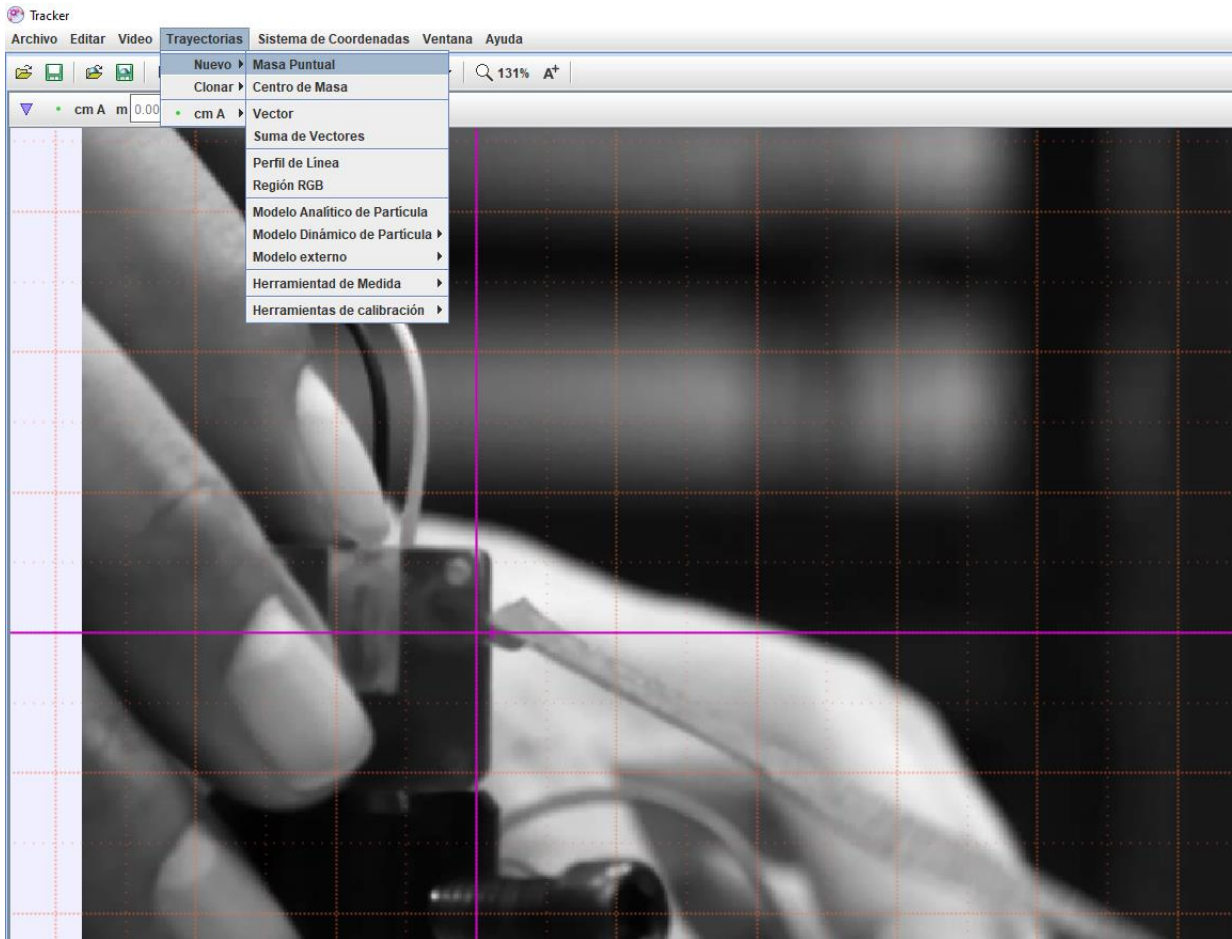 Tracker
Archivo Editar Video Trayectorias Sistema de Coordenadas Ventana Ayuda
Nuevo Masa Puntual
131% A+
Clonar Centro de Masa
cm A m 0.00
cm A Vector
Suma de Vectores
Perfil de Línea
Región RGB
Modelo Analítico de Partícula
Modelo Dinámico de Partícula
Modelo externo
Herramientad de Medida
Herramientas de calibración